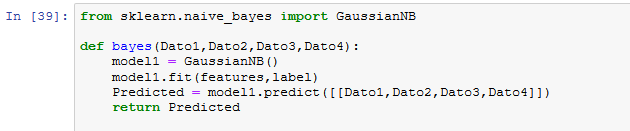 In [39]: from sklearn.naive_bayes import GaussianNB
def bayes(Dato1,Dato2,Dato3,Dato4):
model1 = GaussianNB()
model1.fit(features,label)
Predicted = model1.predict([[Dato1,Dato2,Dato3,Dato4]])
return Predicted